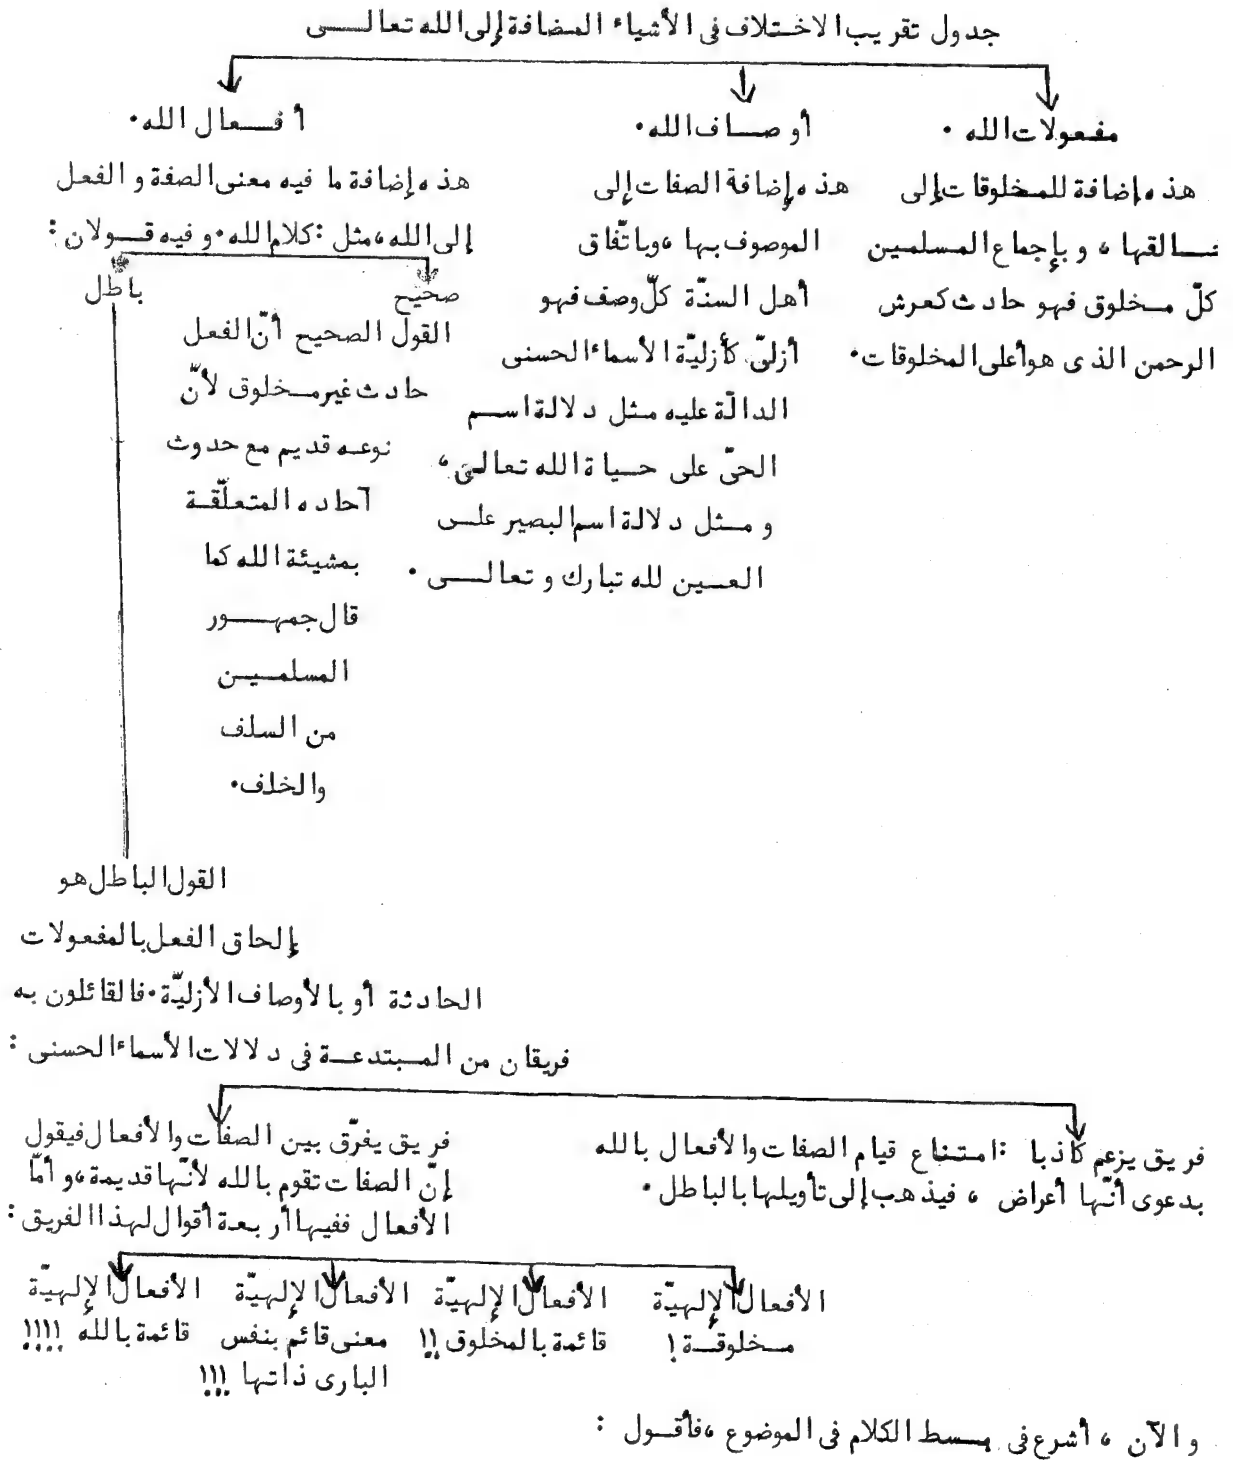 جدول تقريب الاختلاف في الأشياء المضافة إلى الله تعالى
مفعولات الله .
هذه إضافة للمخلوقات إلى
خالقها ، و بإجماع المسلمين
كلّ مخلوق فهو حادث كعرش
الرحمن الذي هو أعلى المخلوقات .
أوصاف الله .
هذه إضافة الصفات إلى
الموصوف بها ، وباتّفاق
أهل السنّة كلّ وصف فهو
أزليّ كأزليّة الأسماء الحسنى
الدالّة عليه مثل دلالة اسم
الحيّ على حياة الله تعالى ،
و مثل دلالة اسم البصير على
العين لله تبارك و تعالى .
أفعال الله .
هذه إضافة ما فيه معنى الصفة و الفعل
إلى الله ، مثل : كلام الله . و فيه قولان :
صحيح
باطل
القول الصحيح أنّ الفعل
حادث غير مخلوق لأنّ
نوعه قديم مع حدوث
آحاده المتعلّقة
بمشيئة الله كما
قال جمهور
المسلمين
من السلف
والخلف .
القول الباطل هو
إلحاق الفعل بالمفعولات
الحادثة أو بالأوصاف الأزليّة . فالقائلون به
فريقان من المبتدعة في دلالات الأسماء الحسنى :
فريق يزعم كاذبا : امتناع قيام الصفات والأفعال بالله
بدعوى أنّها أعراض ، فيذهب إلى تأويلها بالباطل .
فريق يفرّق بين الصفات والأفعال فيقول
إنّ الصفات تقوم بالله لأنّها قديمة ، و أمّا
الأفعال ففيها أربعة أقوال لهذا الفريق :
الأفعال الإلهيّة
مخلوقة !
الأفعال الإلهيّة
قائمة بالمخلوق !!
الأفعال الإلهيّة
معنى قائم بنفس
الباري ذاتها !!!
الأفعال الإلهيّة
قائمة بالله !!!!
و الآن ، أشرع في بسط الكلام في الموضوع ، فأقول :